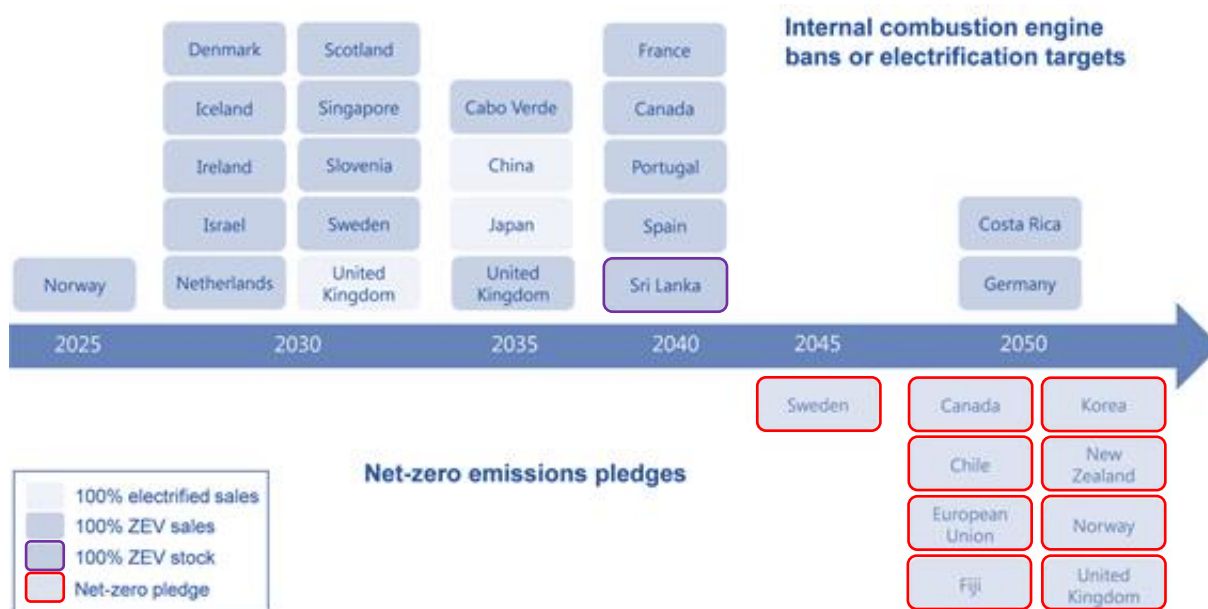 Internal combustion engine
bans or electrification targets
Denmark
Scotland
France
Iceland
Singapore
Cabo Verde
Canada
Ireland
Slovenia
China
Portugal
Israel
Sweden
Japan
Spain
Costa Rica
Norway
Netherlands
United
Kingdom
United
Kingdom
Sri Lanka
Germany
2025
2030
2035
2040
2045
2050
Sweden
Canada
Korea
Net-zero emissions pledges
Chile
New
Zealand
European
Union
Norway
Fiji
United
Kingdom
100% electrified sales
100% ZEV sales
100% ZEV stock
Net-zero pledge